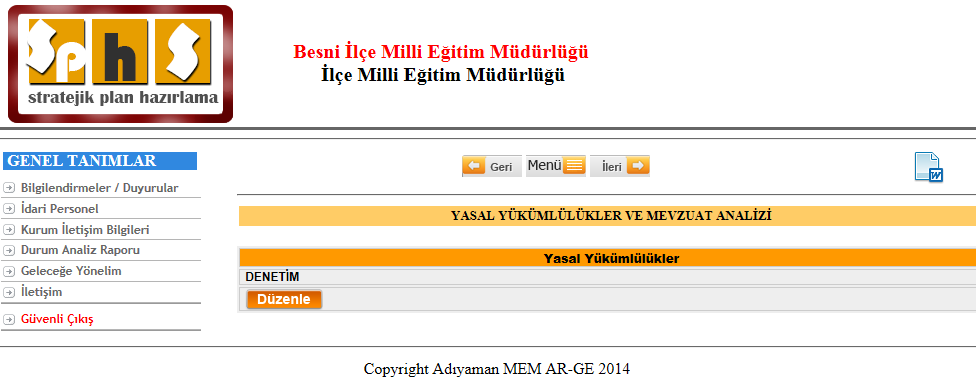 sphs
stratejik plan hazırlama
Besni İlçe Milli Eğitim Müdürlüğü
İlçe Milli Eğitim Müdürlüğü
GENEL TANIMLAR
Bilgilendirmeler / Duyurular
İdari Personel
Kurum İletişim Bilgileri
Durum Analiz Raporu
Geleceğe Yönelim
İletişim
Güvenli Çıkış
Geri
Menü
İleri
W
YASAL YÜKÜMLÜLÜKLER VE MEVZUAT ANALİZİ
Yasal Yükümlülükler
DENETİM
Düzenle
Copyright Adıyaman MEM AR-GE 2014